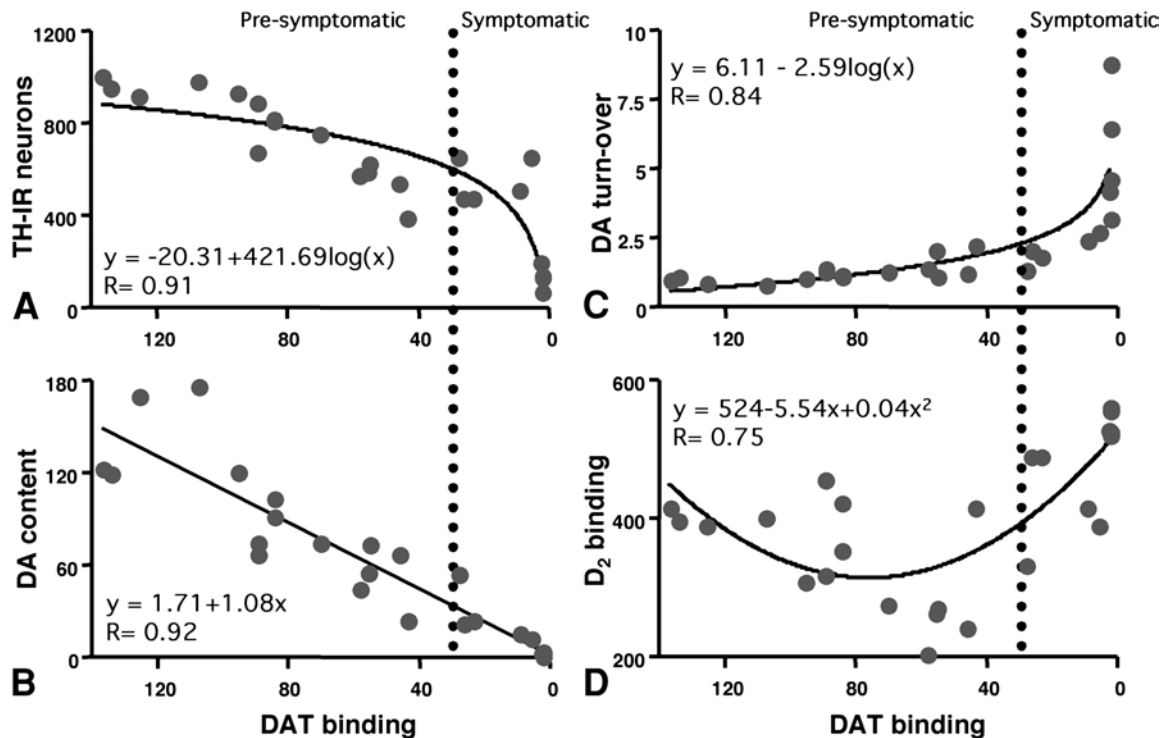 Pre-symptomatic
Symptomatic
1200
800
400
0
TH-IR neurons
y = -20.31+421.69log(x)
R= 0.91
A
120
80
40
0
180
120
60
0
DA content
y = 1.71+1.08x
R= 0.92
B
120
80
40
0
DAT binding
Pre-symptomatic
Symptomatic
10
7.5
5
2.5
0
DA turn-over
y = 6.11 - 2.59log(x)
R= 0.84
C
120
80
40
0
600
400
200
D₂ binding
y = 524-5.54x+0.04x²
R= 0.75
D
120
80
40
0
DAT binding